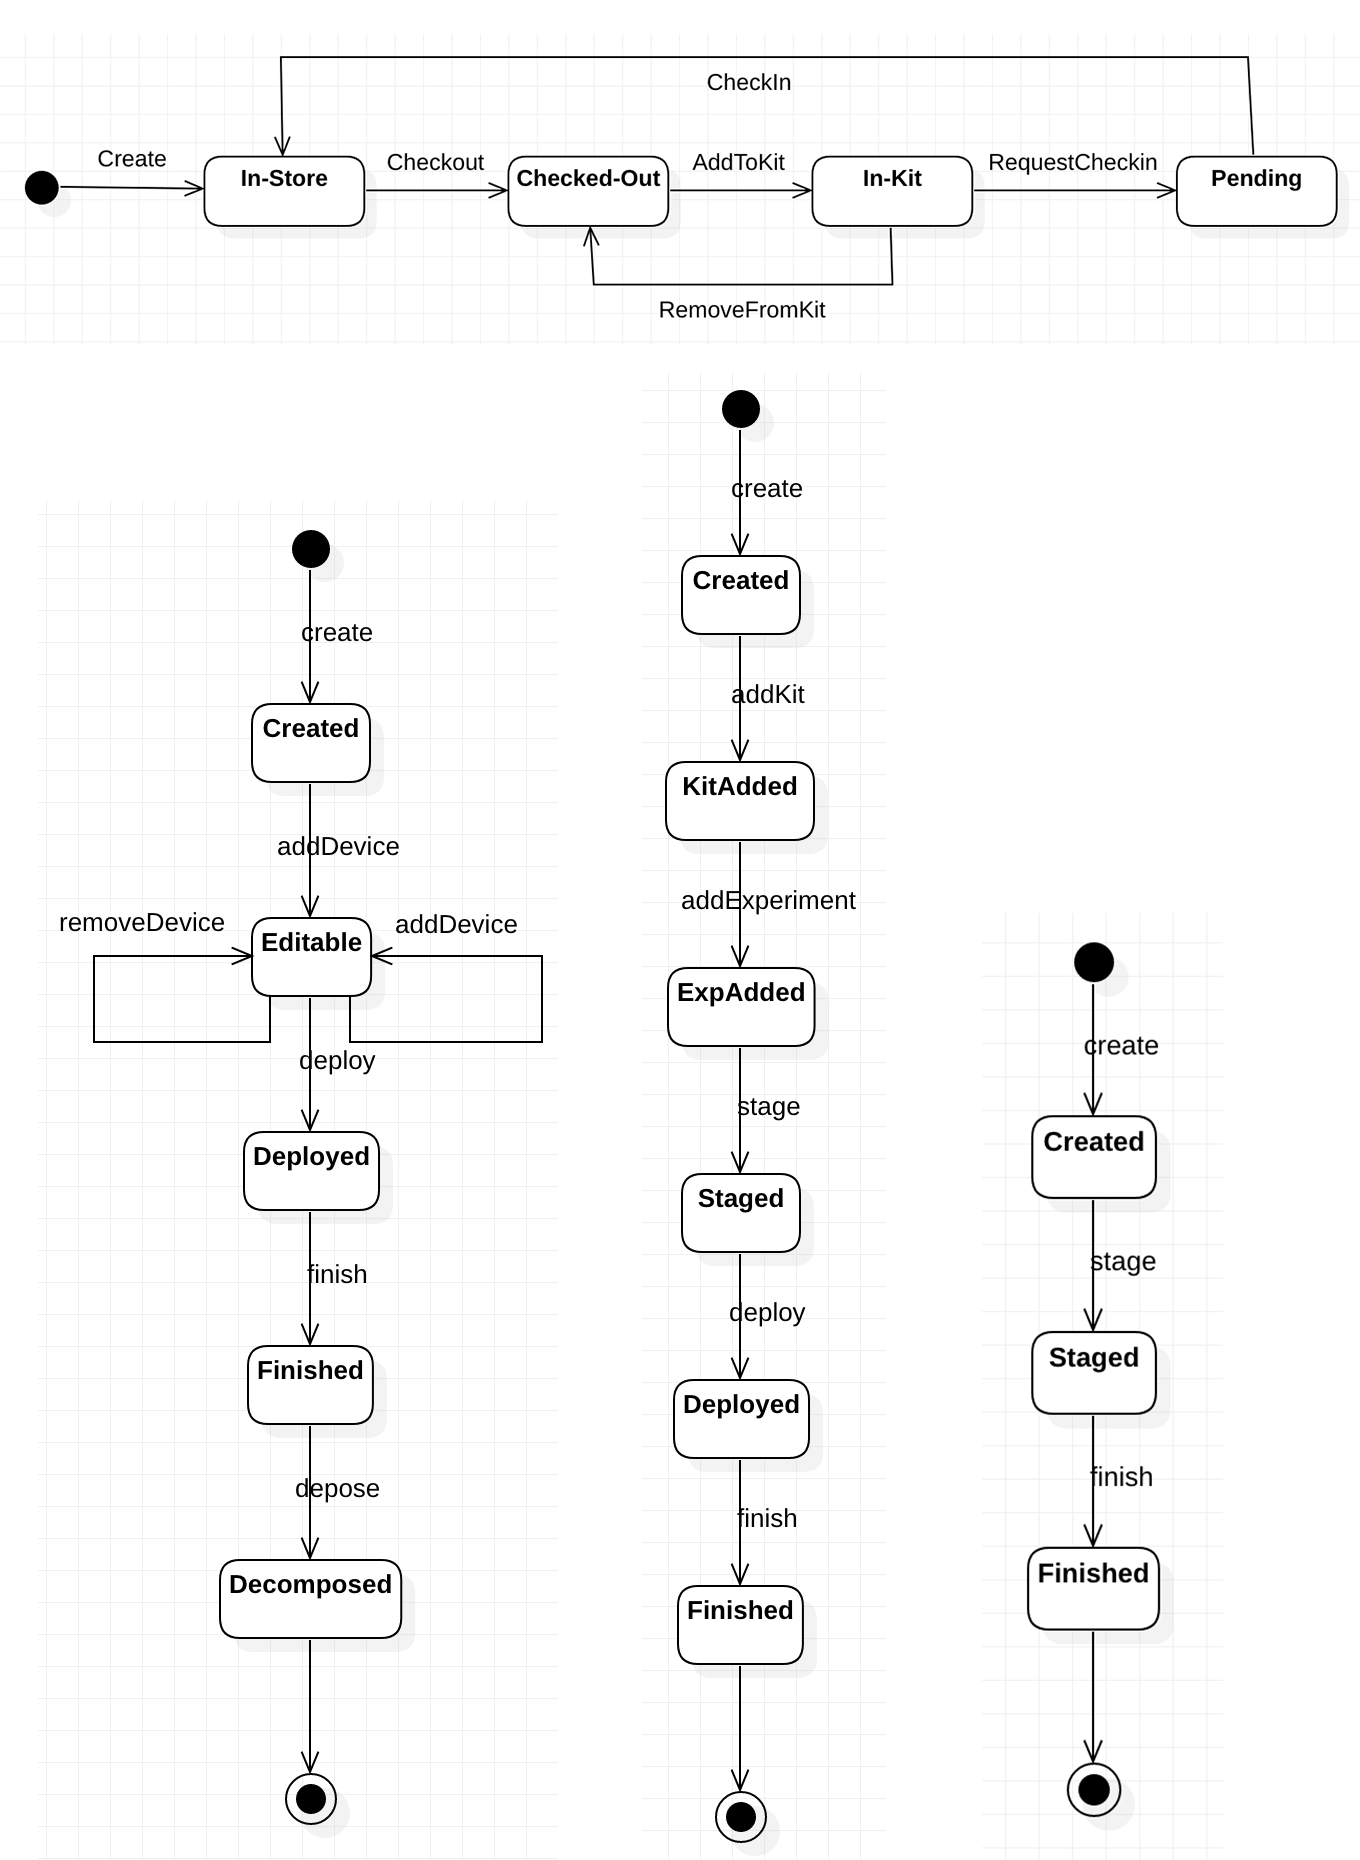 CheckIn
Create
In-Store
Checkout
Checked-Out
AddToKit
In-Kit
RequestCheckin
Pending
RemoveFromKit
create
Created
addDevice
removeDevice
Editable
addDevice
deploy
Deployed
finish
Finished
depose
Decomposed
create
Created
addKit
KitAdded
addExperiment
ExpAdded
stage
Staged
deploy
Deployed
finish
Finished
create
Created
stage
Staged
finish
Finished